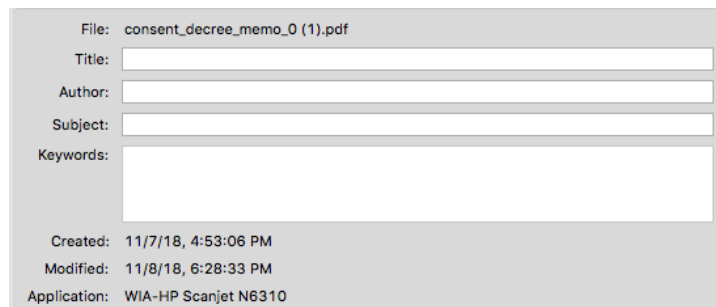 File: consent_decree_memo_0 (1).pdf
Title:
Author:
Subject:
Keywords:
Created: 11/7/18, 4:53:06 PM
Modified: 11/8/18, 6:28:33 PM
Application: WIA-HP Scanjet N6310